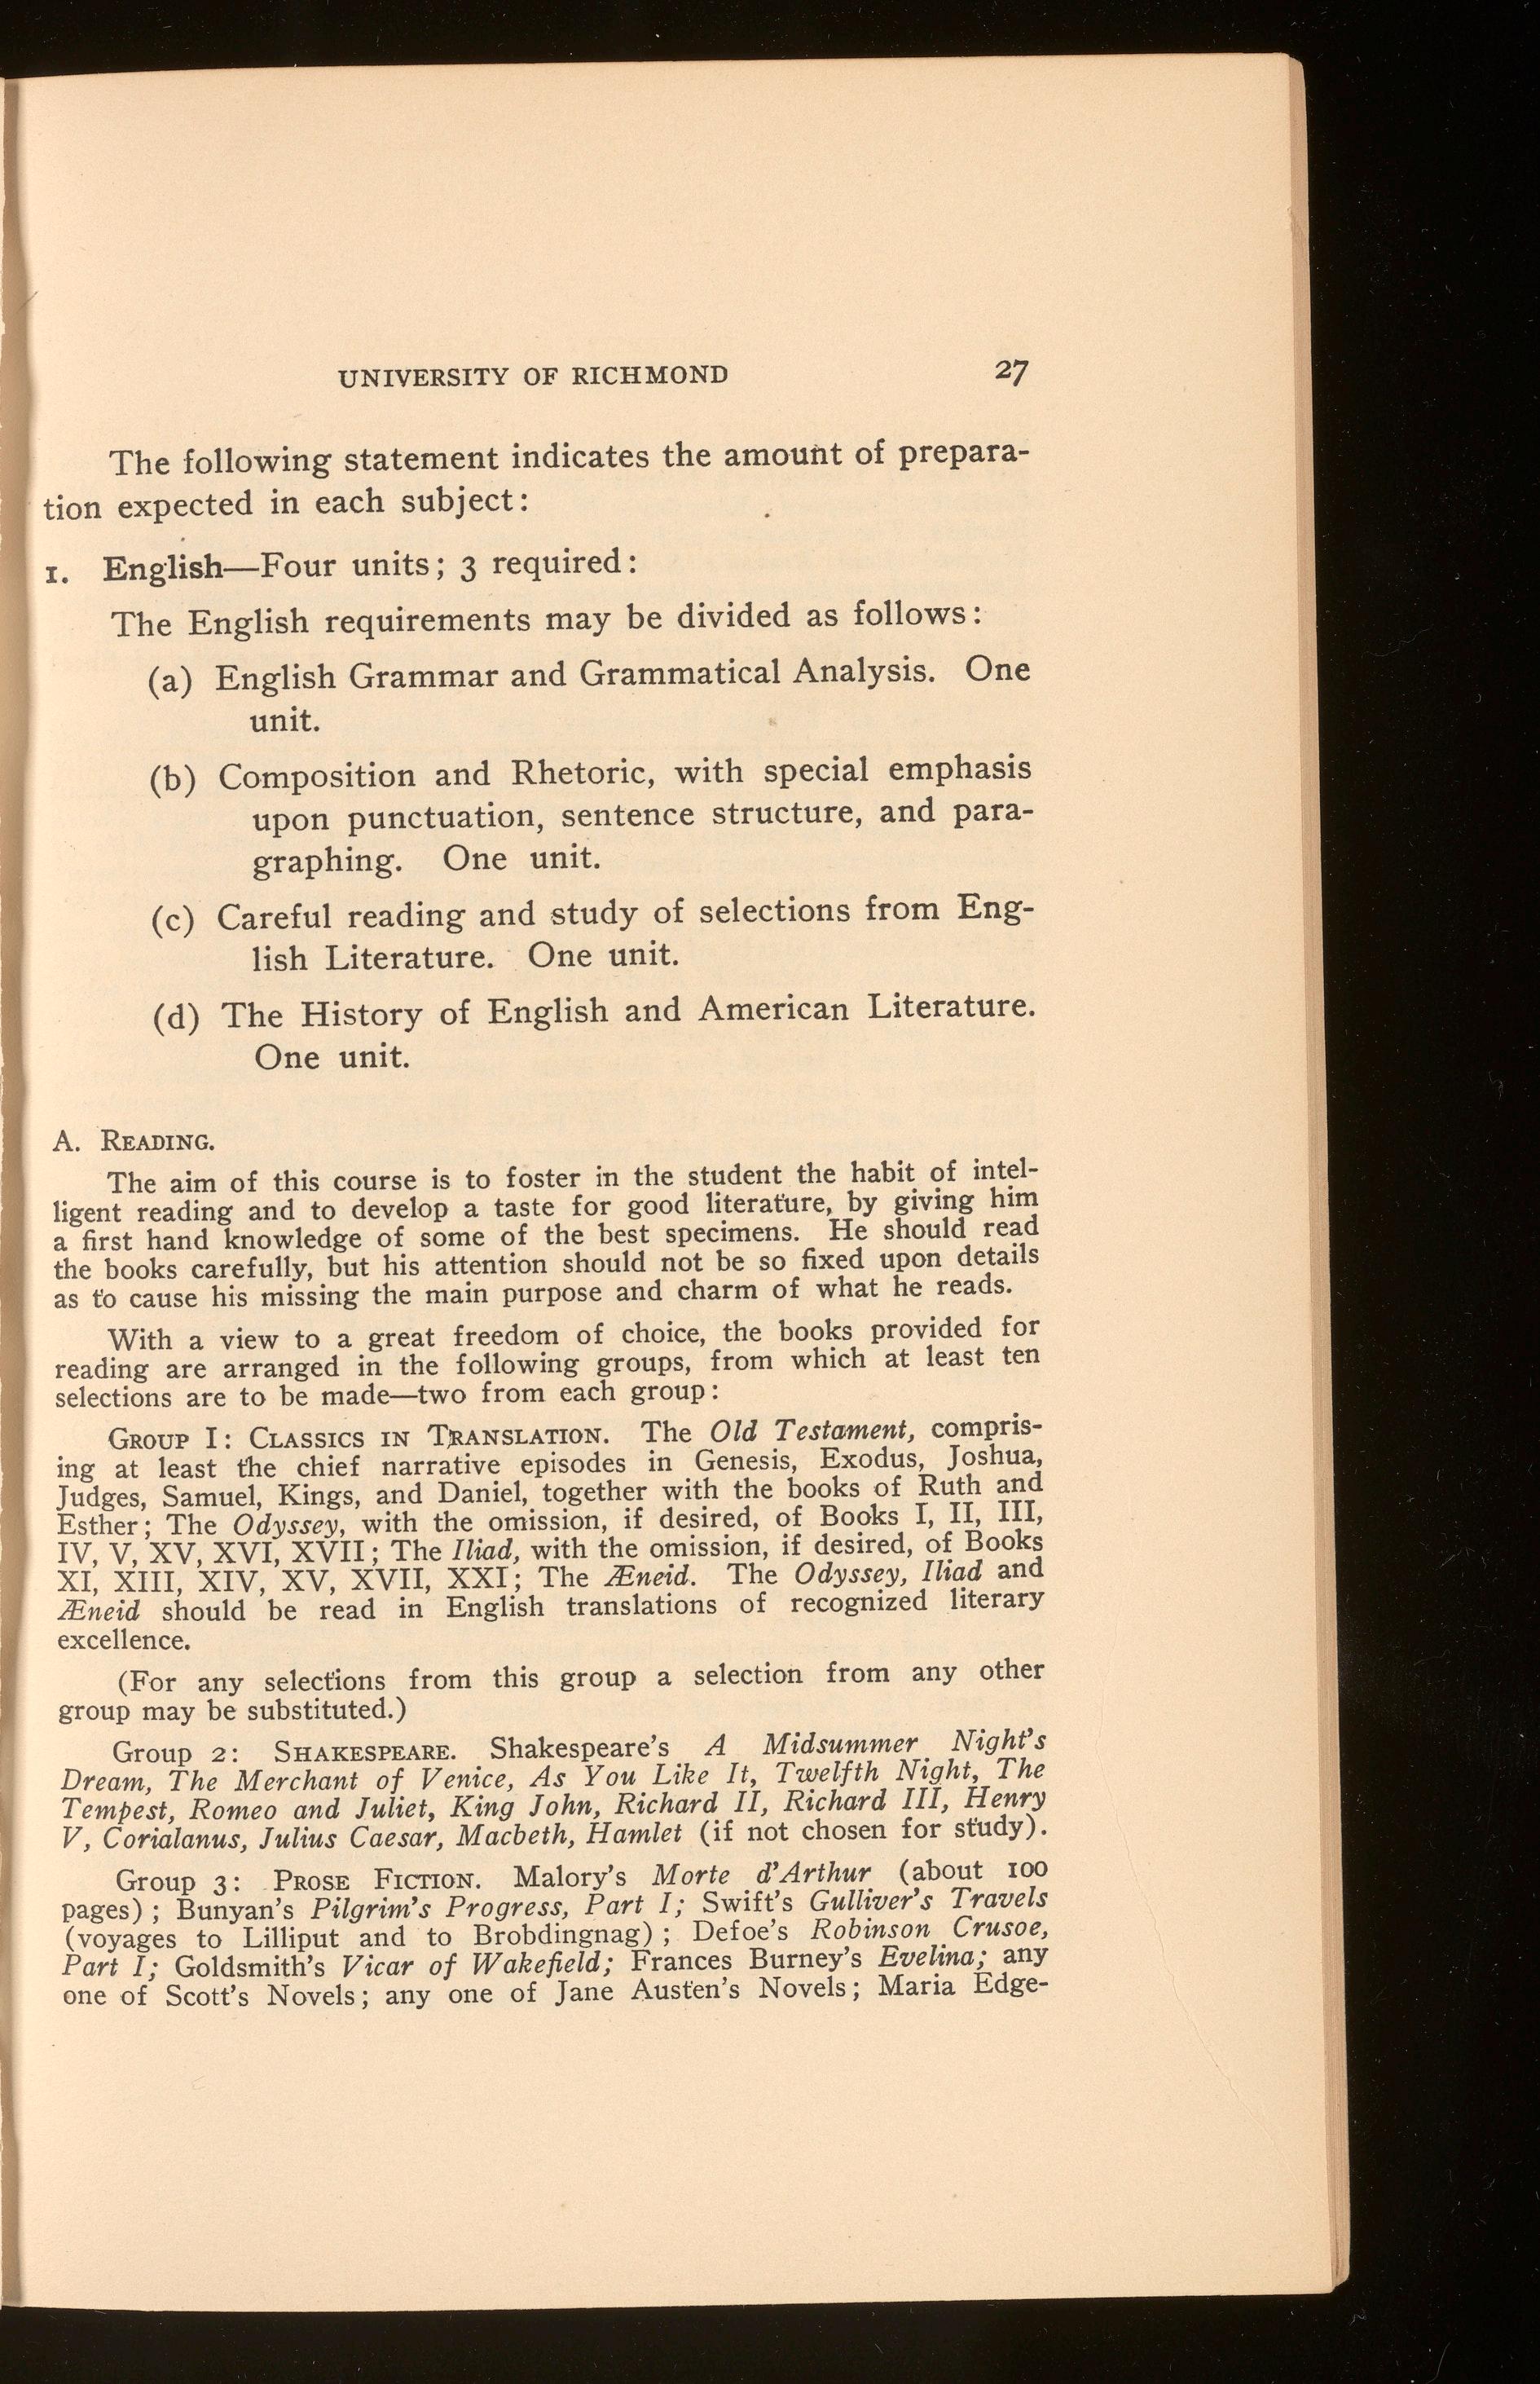 UNIVERSITY OF RICHMOND 27
The following statement indicates the amount of prepara-
tion expected in each subject:
1. English—Four units; 3 required:
The English requirements may be divided as follows:
(a) English Grammar and Grammatical Analysis. One
unit.
(b) Composition and Rhetoric, with special emphasis
upon punctuation, sentence structure, and para-
graphing. One unit.
(c) Careful reading and study of selections from Eng-
lish Literature. One unit.
(d) The History of English and American Literature.
One unit.
A. READING.
The aim of this course is to foster in the student the habit of intel-
ligent reading and to develop a taste for good literature, by giving him
a first hand knowledge of some of the best specimens. He should read
the books carefully, but his attention should not be so fixed upon details
as to cause his missing the main purpose and charm of what he reads.
With a view to a great freedom of choice, the books provided for
reading are arranged in the following groups, from which at least ten
selections are to be made—two from each group:
GROUP I: CLASSICS IN TRANSLATION. The Old Testament, compris-
ing at least the chief narrative episodes in Genesis, Exodus, Joshua,
Judges, Samuel, Kings, and Daniel, together with the books of Ruth and
Esther; The Odyssey, with the omission, if desired, of Books I, II, III,
IV, V, XV, XVI, XVII; The Iliad, with the omission, if desired, of Books
XI, XIII, XIV, XV, XVII, XXI; The Æneid. The Odyssey, Iliad and
Æneid should be read in English translations of recognized literary
excellence.
(For any selections from this group a selection from any other
group may be substituted.)
Group 2: SHAKESPEARE. Shakespeare's A Midsummer Night's
Dream, The Merchant of Venice, As You Like It, Twelfth Night, The
Tempest, Romeo and Juliet, King John, Richard II, Richard III, Henry
V, Corialanus, Julius Caesar, Macbeth, Hamlet (if not chosen for study).
Group 3: PROSE FICTION. Malory's Morte d'Arthur (about 100
pages); Bunyan's Pilgrim's Progress, Part I; Swift's Gulliver's Travels
(voyages to Lilliput and to Brobdingnag); Defoe's Robinson Crusoe,
Part I; Goldsmith's Vicar of Wakefield; Frances Burney's Evelina; any
one of Scott's Novels; any one of Jane Austen's Novels; Maria Edge-